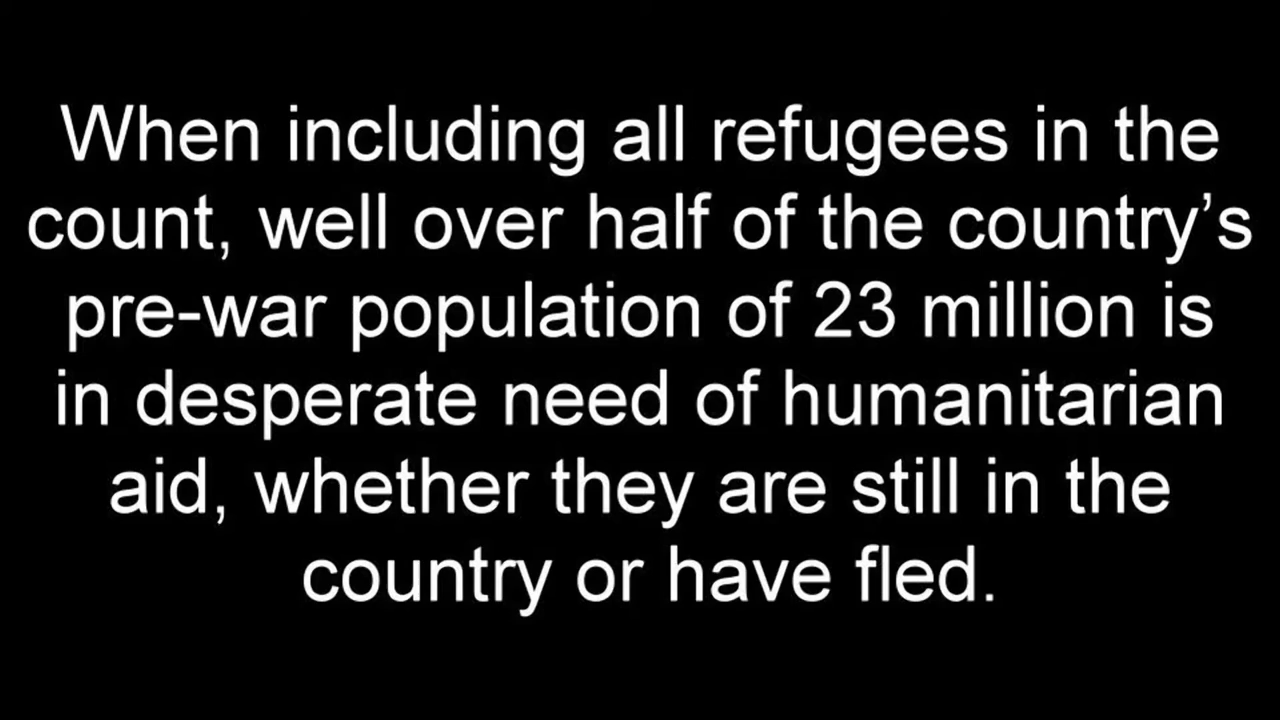 When including all refugees in the
count, well over half of the country’s
pre-war population of 23 million is
in desperate need of humanitarian
aid, whether they are still in the
country or have fled.